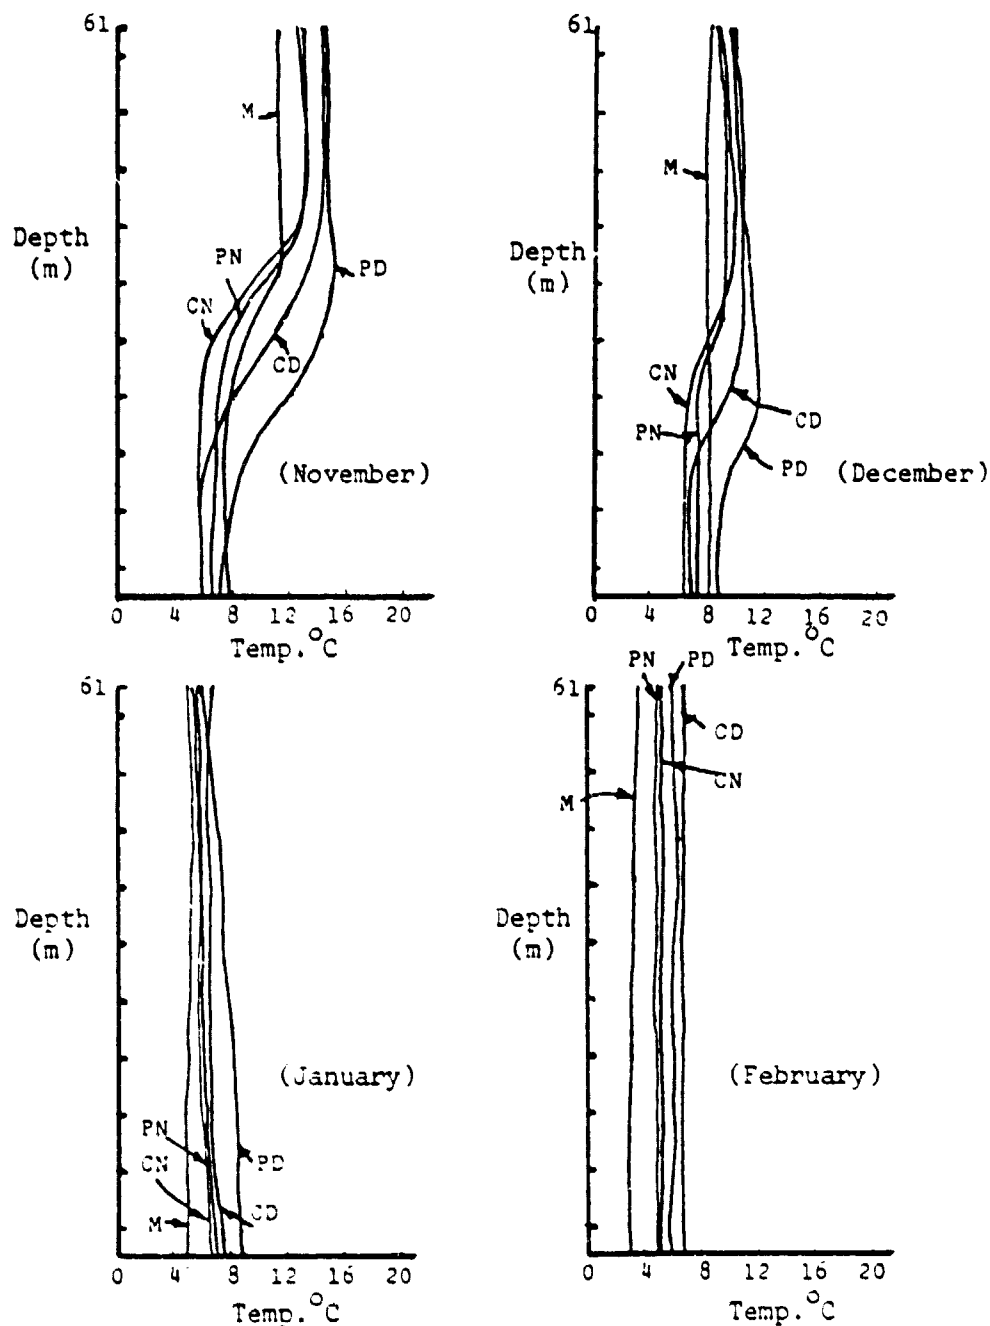 61
M
Depth
(m)
PN
PD
CN
CD
(November)
0 4 8 12 16 20
Temp.°C
61
M
Depth
(m)
CN
CD
PN
PD
(December)
0 4 8 12 16 20
Temp.°C
61
Depth
(m)
(January)
PN
PD
CN
CD
M
0 4 8 12 16 20
Temp.°C
PN PD
61
CD
CN
M
Depth
(m)
(February)
0 4 8 12 16 20
Temp.°C